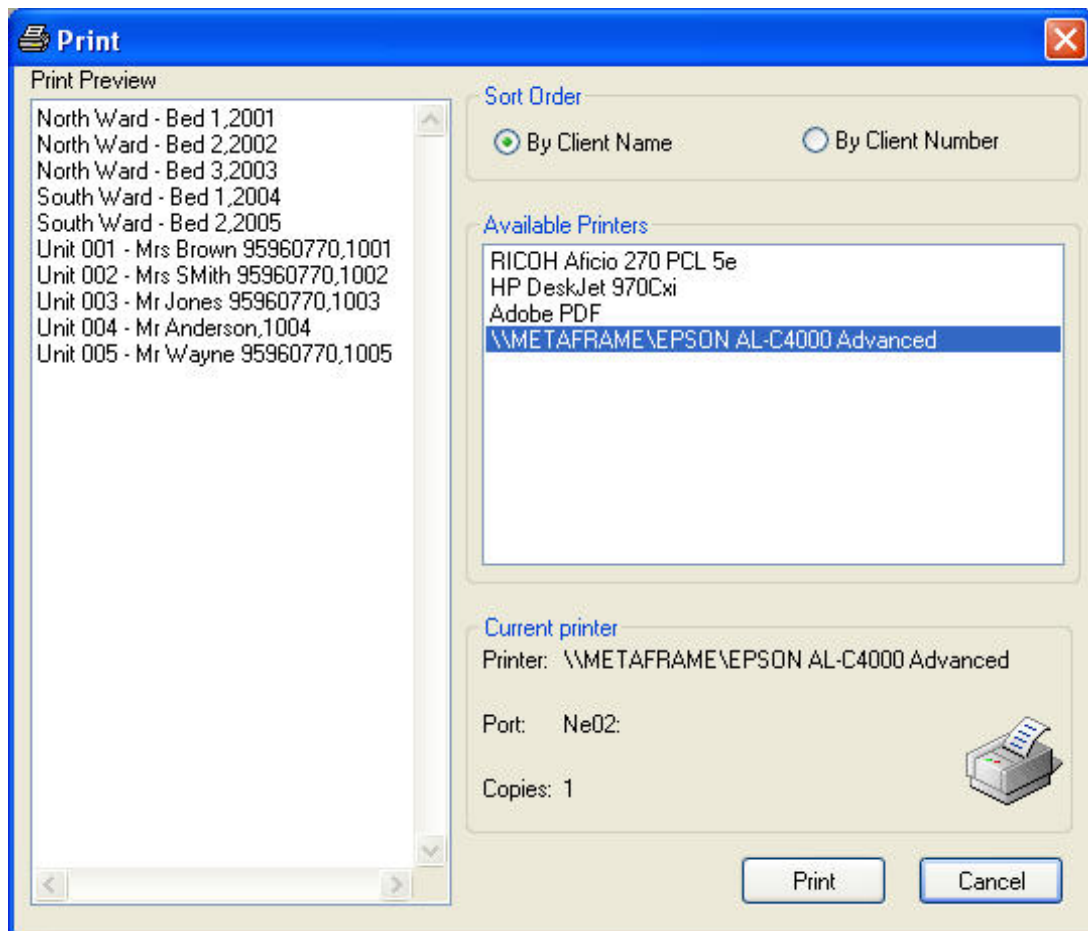 Print
Print Preview
North Ward - Bed 1,2001
North Ward - Bed 2,2002
North Ward - Bed 3,2003
South Ward - Bed 1,2004
South Ward - Bed 2,2005
Unit 001 - Mrs Brown 95960770,1001
Unit 002 - Mrs SMith 95960770,1002
Unit 003 - Mr Jones 95960770,1003
Unit 004 - Mr Anderson,1004
Unit 005 - Mr Wayne 95960770,1005
Sort Order
By Client Name
By Client Number
Available Printers
RICOH Aficio 270 PCL 5e
HP DeskJet 970Cxi
Adobe PDF
\\METAFRAME\EPSON AL-C4000 Advanced
Current printer
Printer: \\METAFRAME\EPSON AL-C4000 Advanced
Port: Ne02:
Copies: 1
Print
Cancel